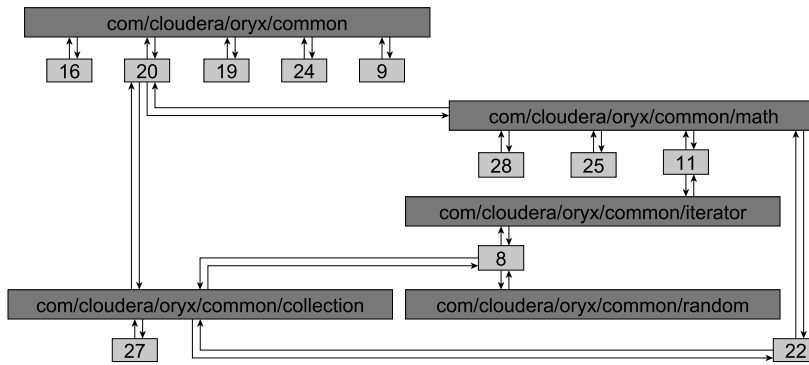 com/cloudera/oryx/common
16 20 19 24 9
com/cloudera/oryx/common/math
28 25 11
com/cloudera/oryx/common/iterator
8
com/cloudera/oryx/common/collection com/cloudera/oryx/common/random
27 22